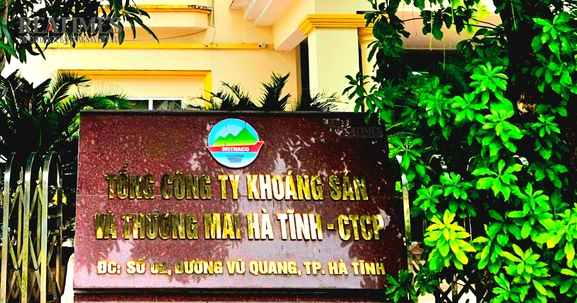 MITRACO
TỔNG CÔNG TY KHOÁNG SẢN
VÀ THƯƠNG MẠI HÀ TĨNH - CTCP
ĐC: SỐ 02, ĐƯỜNG VŨ QUANG, TP. HÀ TĨNH